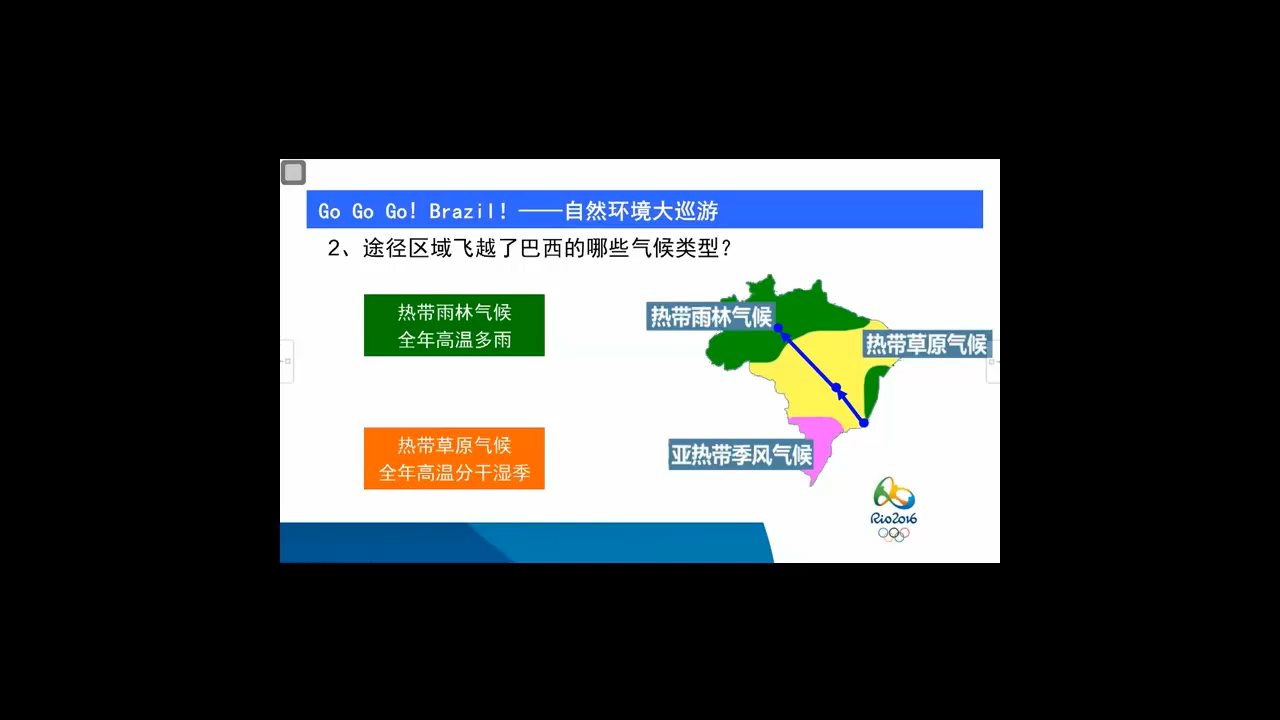 Go Go Go! Brazil! ——自然环境大巡游
2、途径区域飞越了巴西的哪些气候类型?
热带雨林气候
全年高温多雨
热带雨林气候
热带草原气候
热带草原气候
全年高温分干湿季
亚热带季风气候
Rio2016